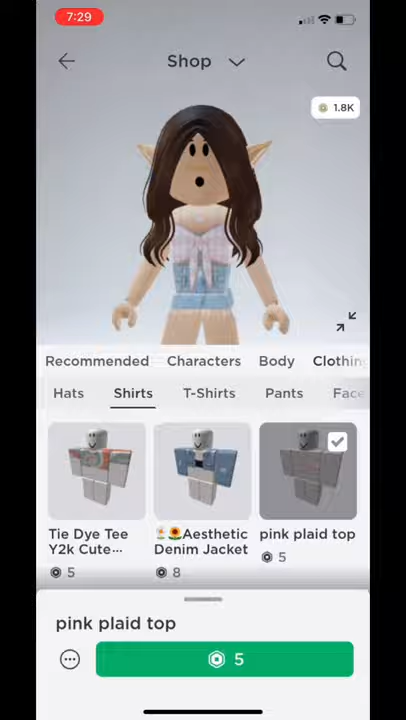 7:29
Shop
1.8K
Recommended Characters Body Clothin
Hats Shirts T-Shirts Pants Face
Tie Dye Tee
Y2k Cute...
5
🌼🌻Aesthetic
Denim Jacket
8
pink plaid top
5
pink plaid top
5